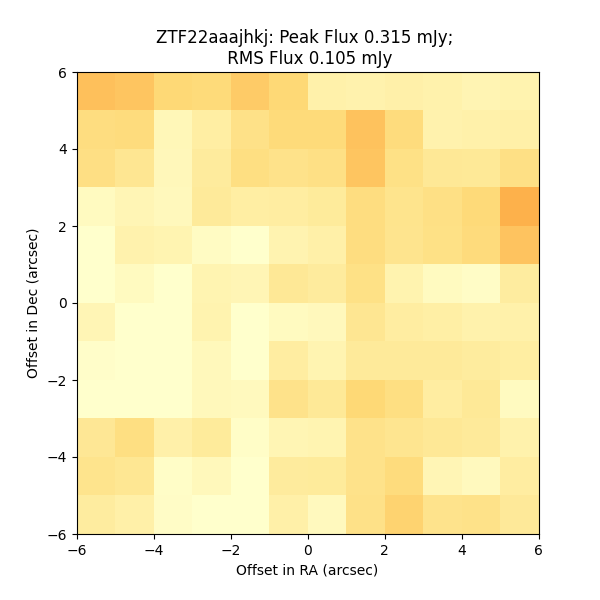 ZTF22aaajhkj: Peak Flux 0.315 mJy;
RMS Flux 0.105 mJy
6
4
2
0
−2
−4
−6
Offset in Dec (arcsec)
−6 −4 −2 0 2 4 6
Offset in RA (arcsec)